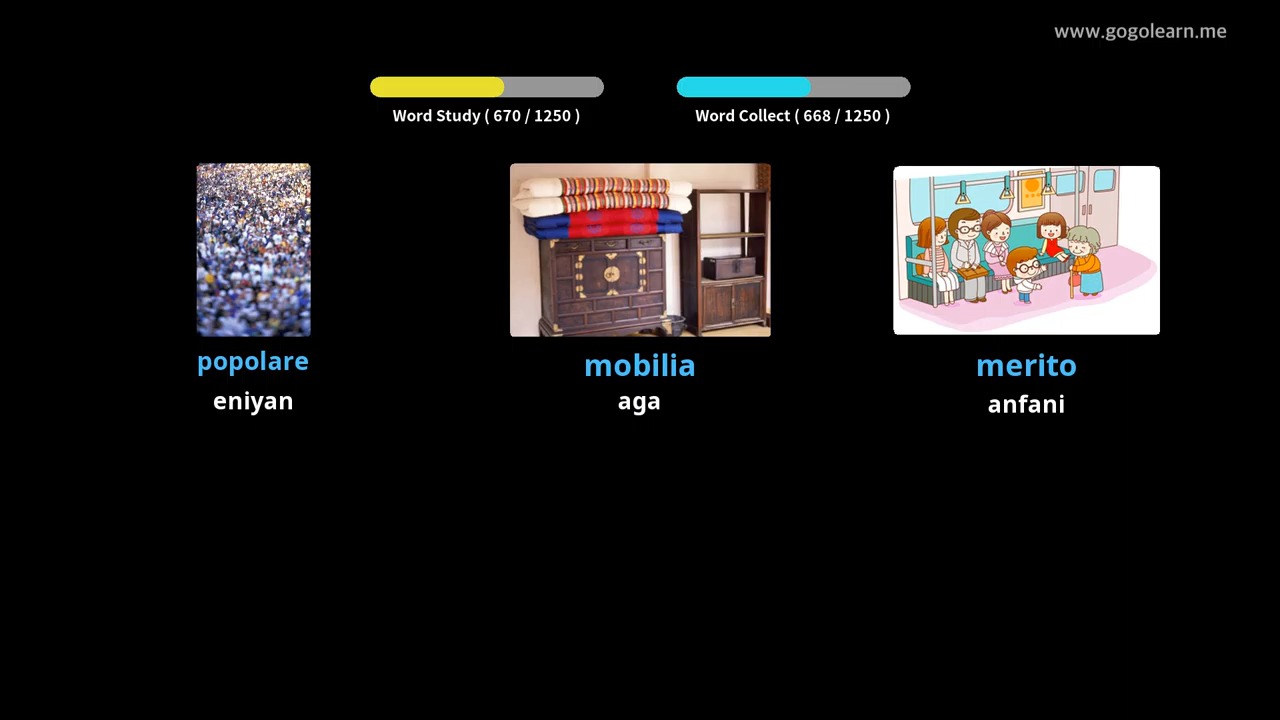 www.gogolearn.me
Word Study ( 670 / 1250 )
Word Collect ( 668 / 1250 )
popolare
mobilia
merito
eniyan
aga
anfani